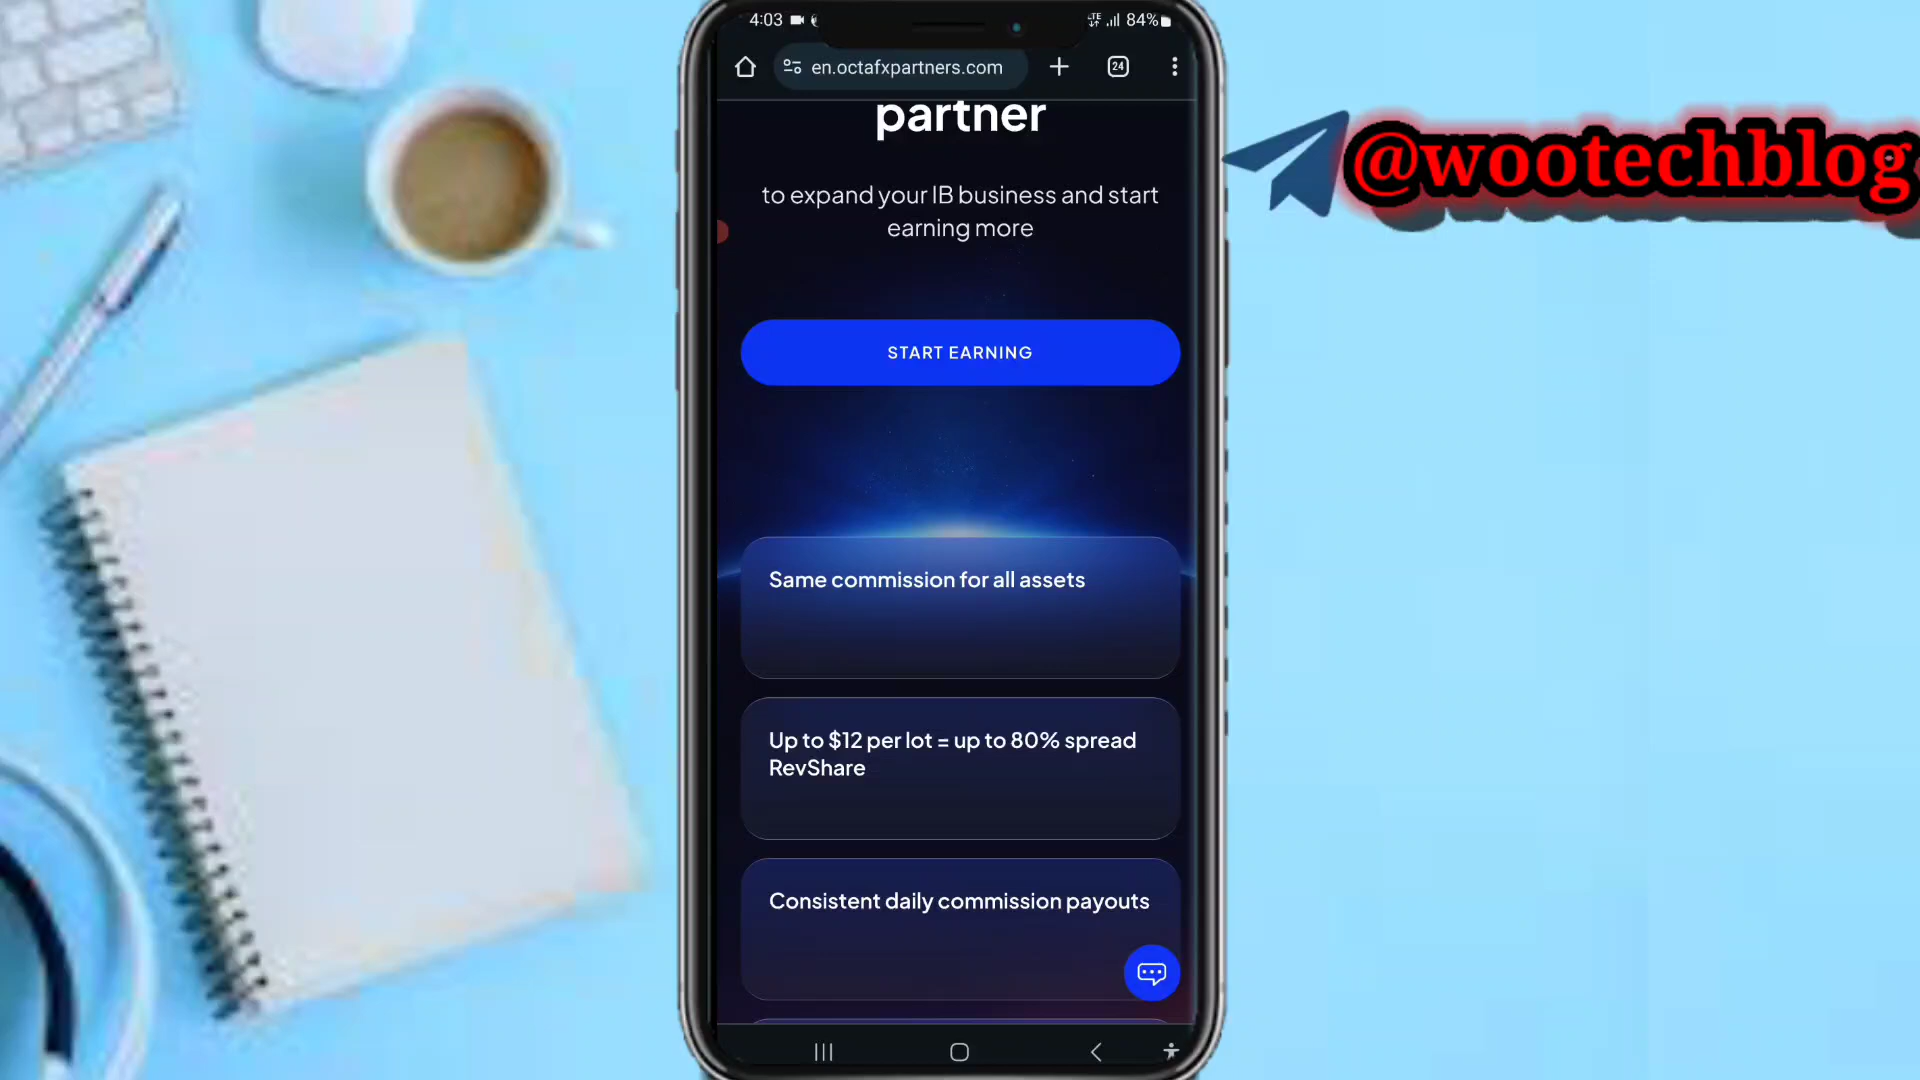 4:03
84%
en.octafxpartners.com
24
partner
to expand your IB business and start
earning more
START EARNING
Same commission for all assets
Up to $12 per lot = up to 80% spread
RevShare
Consistent daily commission payouts
@wootechblog